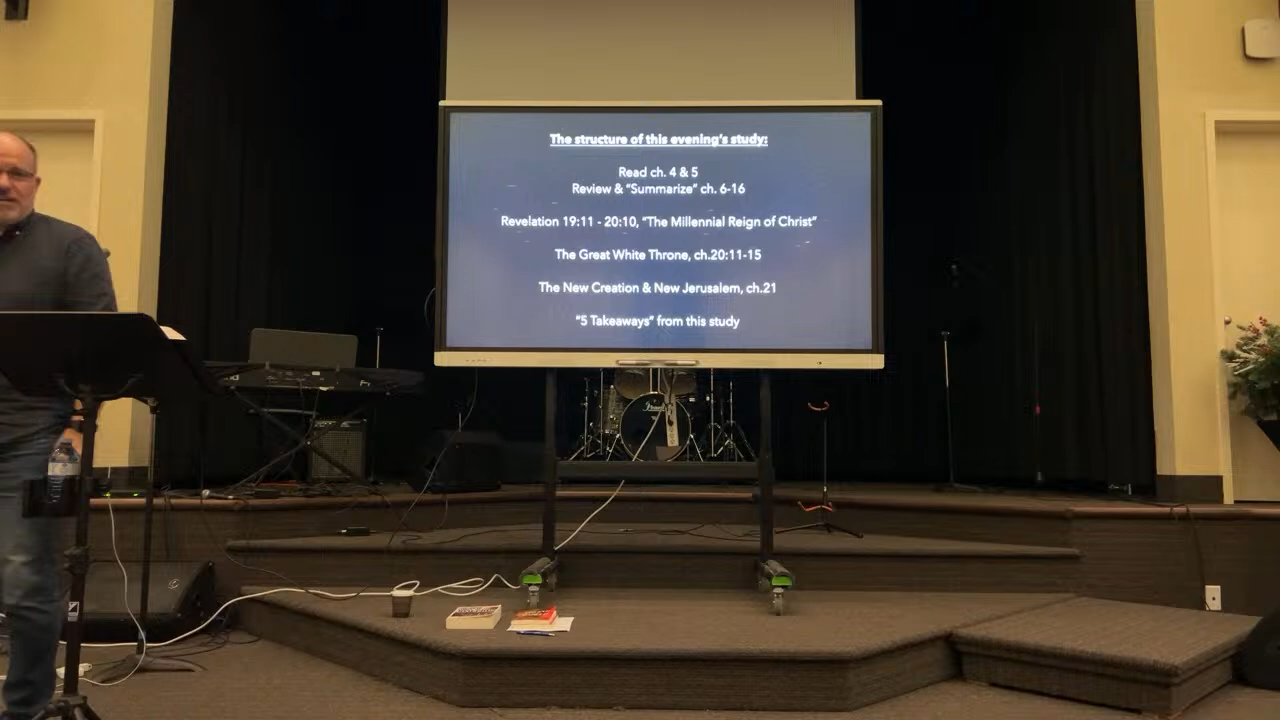 The structure of this evening's study:
Read ch. 4 & 5
Review & "Summarize" ch. 6-16
Revelation 19:11 - 20:10, "The Millennial Reign of Christ"
The Great White Throne, ch.20:11-15
The New Creation & New Jerusalem, ch.21
"5 Takeaways" from this study